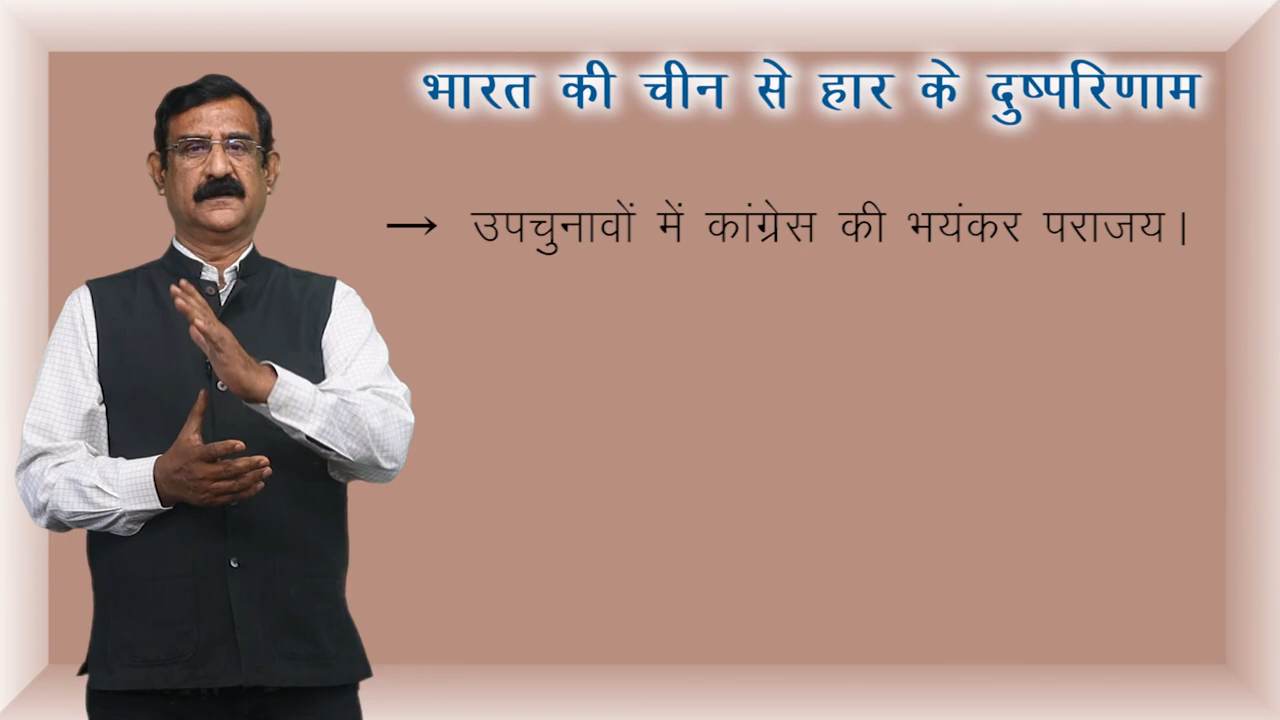 भारत की चीन से हार के दुष्परिणाम
→ उपचुनावों में कांग्रेस की भयंकर पराजय।